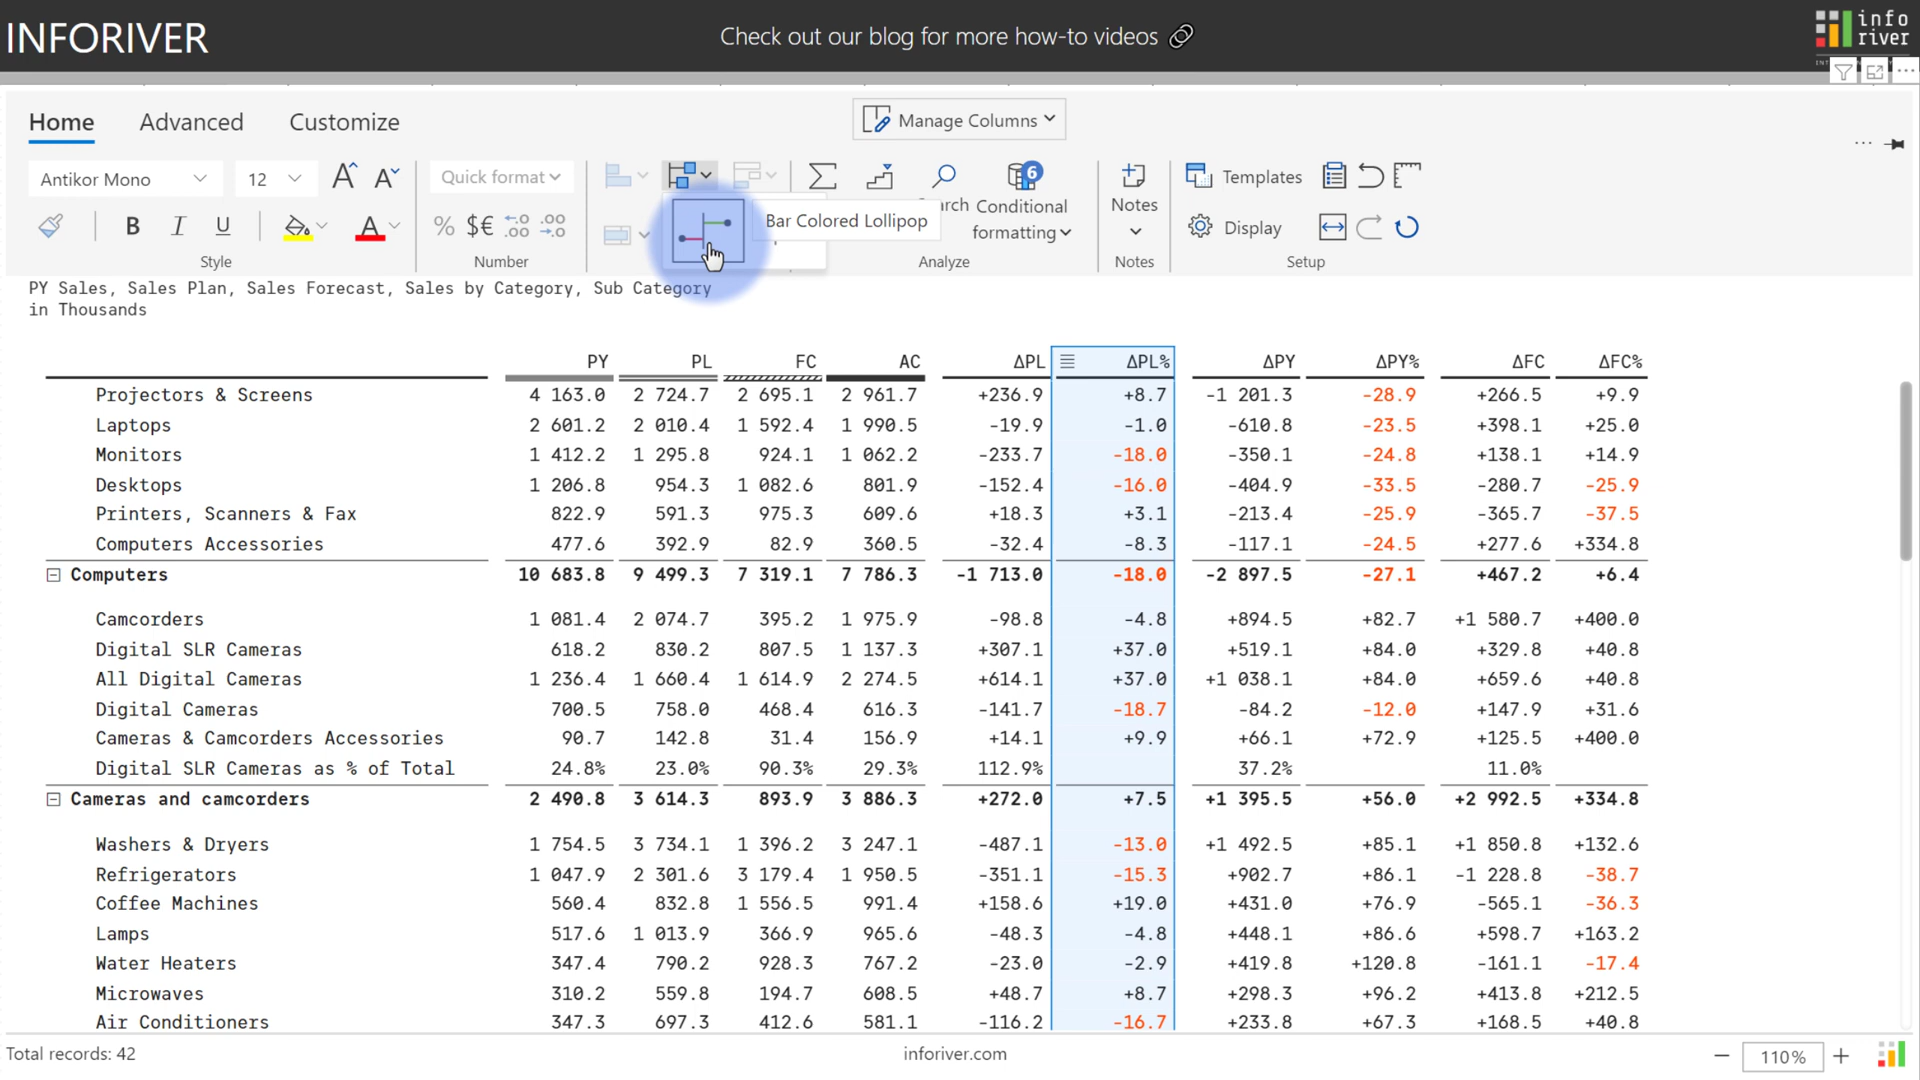 INFORIVER
Check out our blog for more how-to videos
info
river
Home Advanced Customize
Manage Columns
Antikor Mono 12 Quick format
6
Templates
arch Conditional Notes
Bar Colored Lollipop
B I U A % $€ formatting Display
Style Number Analyze Notes Setup
PY Sales, Sales Plan, Sales Forecast, Sales by Category, Sub Category
in Thousands
PY PL FC AC ΔPL ΔPL% ΔPY ΔPY% ΔFC ΔFC%
Projectors & Screens 4 163.0 2 724.7 2 695.1 2 961.7 +236.9 +8.7 -1 201.3 -28.9 +266.5 +9.9
Laptops 2 601.2 2 010.4 1 592.4 1 990.5 -19.9 -1.0 -610.8 -23.5 +398.1 +25.0
Monitors 1 412.2 1 295.8 924.1 1 062.2 -233.7 -18.0 -350.1 -24.8 +138.1 +14.9
Desktops 1 206.8 954.3 1 082.6 801.9 -152.4 -16.0 -404.9 -33.5 -280.7 -25.9
Printers, Scanners & Fax 822.9 591.3 975.3 609.6 +18.3 +3.1 -213.4 -25.9 -365.7 -37.5
Computers Accessories 477.6 392.9 82.9 360.5 -32.4 -8.3 -117.1 -24.5 +277.6 +334.8
Computers 10 683.8 9 499.3 7 319.1 7 786.3 -1 713.0 -18.0 -2 897.5 -27.1 +467.2 +6.4
Camcorders 1 081.4 2 074.7 395.2 1 975.9 -98.8 -4.8 +894.5 +82.7 +1 580.7 +400.0
Digital SLR Cameras 618.2 830.2 807.5 1 137.3 +307.1 +37.0 +519.1 +84.0 +329.8 +40.8
All Digital Cameras 1 236.4 1 660.4 1 614.9 2 274.5 +614.1 +37.0 +1 038.1 +84.0 +659.6 +40.8
Digital Cameras 700.5 758.0 468.4 616.3 -141.7 -18.7 -84.2 -12.0 +147.9 +31.6
Cameras & Camcorders Accessories 90.7 142.8 31.4 156.9 +14.1 +9.9 +66.1 +72.9 +125.5 +400.0
Digital SLR Cameras as % of Total 24.8% 23.0% 90.3% 29.3% 112.9% 37.2% 11.0%
Cameras and camcorders 2 490.8 3 614.3 893.9 3 886.3 +272.0 +7.5 +1 395.5 +56.0 +2 992.5 +334.8
Washers & Dryers 1 754.5 3 734.1 1 396.2 3 247.1 -487.1 -13.0 +1 492.5 +85.1 +1 850.8 +132.6
Refrigerators 1 047.9 2 301.6 3 179.4 1 950.5 -351.1 -15.3 +902.7 +86.1 -1 228.8 -38.7
Coffee Machines 560.4 832.8 1 556.5 991.4 +158.6 +19.0 +431.0 +76.9 -565.1 -36.3
Lamps 517.6 1 013.9 366.9 965.6 -48.3 -4.8 +448.1 +86.6 +598.7 +163.2
Water Heaters 347.4 790.2 928.3 767.2 -23.0 -2.9 +419.8 +120.8 -161.1 -17.4
Microwaves 310.2 559.8 194.7 608.5 +48.7 +8.7 +298.3 +96.2 +413.8 +212.5
Air Conditioners 347.3 697.3 412.6 581.1 -116.2 -16.7 +233.8 +67.3 +168.5 +40.8
Total records: 42 inforiver.com 110%